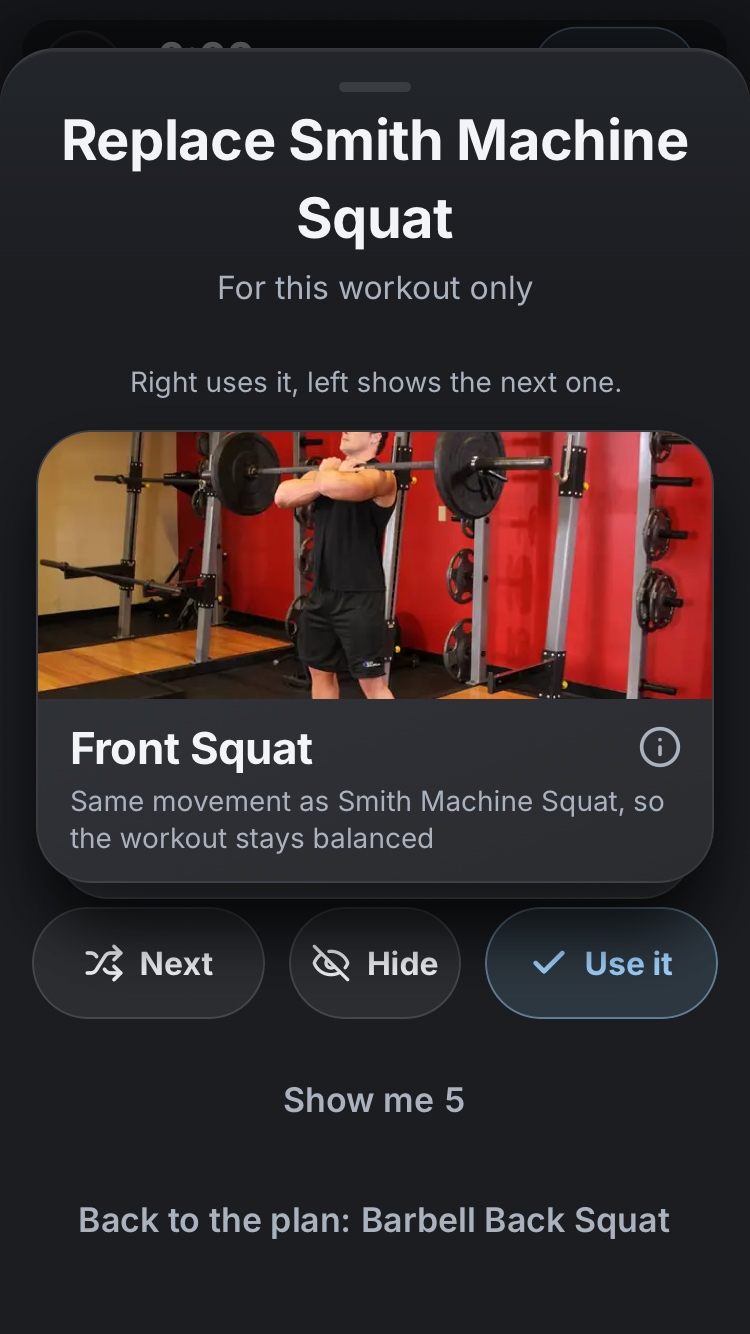 Replace Smith Machine
Squat
For this workout only
Right uses it, left shows the next one.
Front Squat
Same movement as Smith Machine Squat, so
the workout stays balanced
Next
Hide
Use it
Show me 5
Back to the plan: Barbell Back Squat